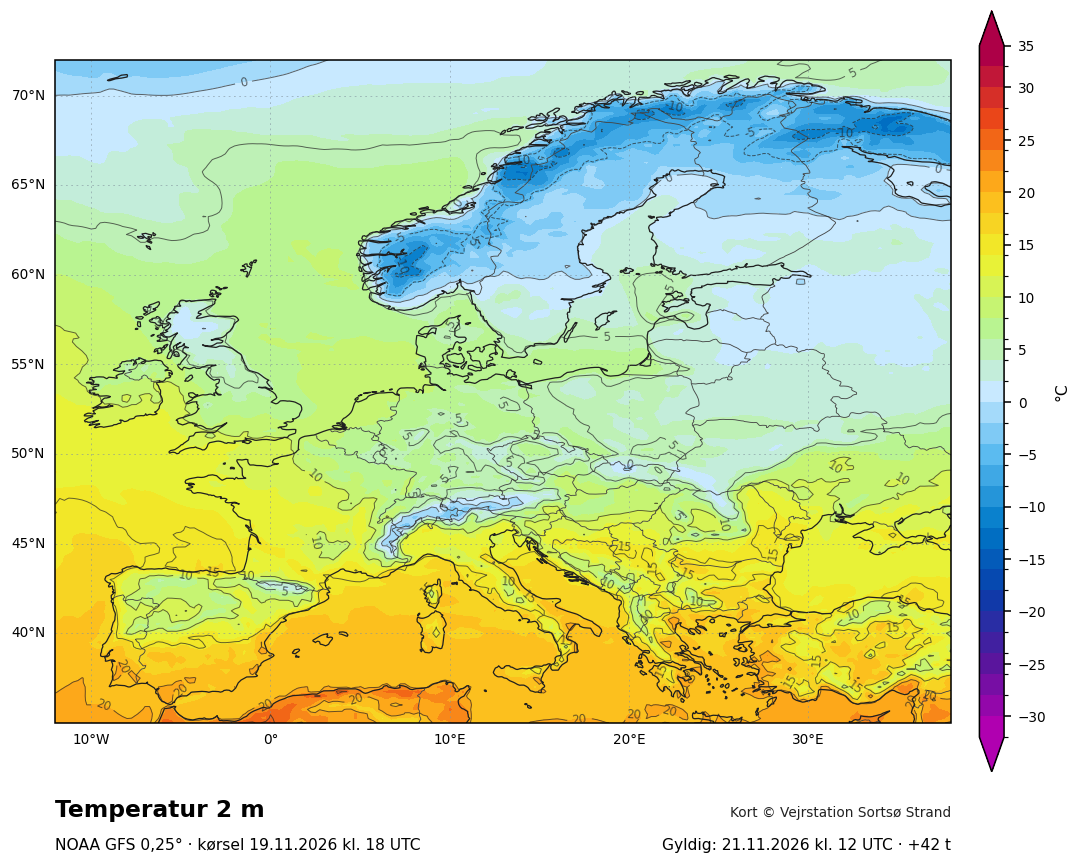 35
30
25
20
15
10
5
0
−5
−10
−15
−20
−25
−30
°C
70°N
65°N
60°N
55°N
50°N
45°N
40°N
10°W
0°
10°E
20°E
30°E
Temperatur 2 m
Kort © Vejrstation Sortsø Strand
NOAA GFS 0,25° · kørsel 19.11.2026 kl. 18 UTC
Gyldig: 21.11.2026 kl. 12 UTC · +42 t